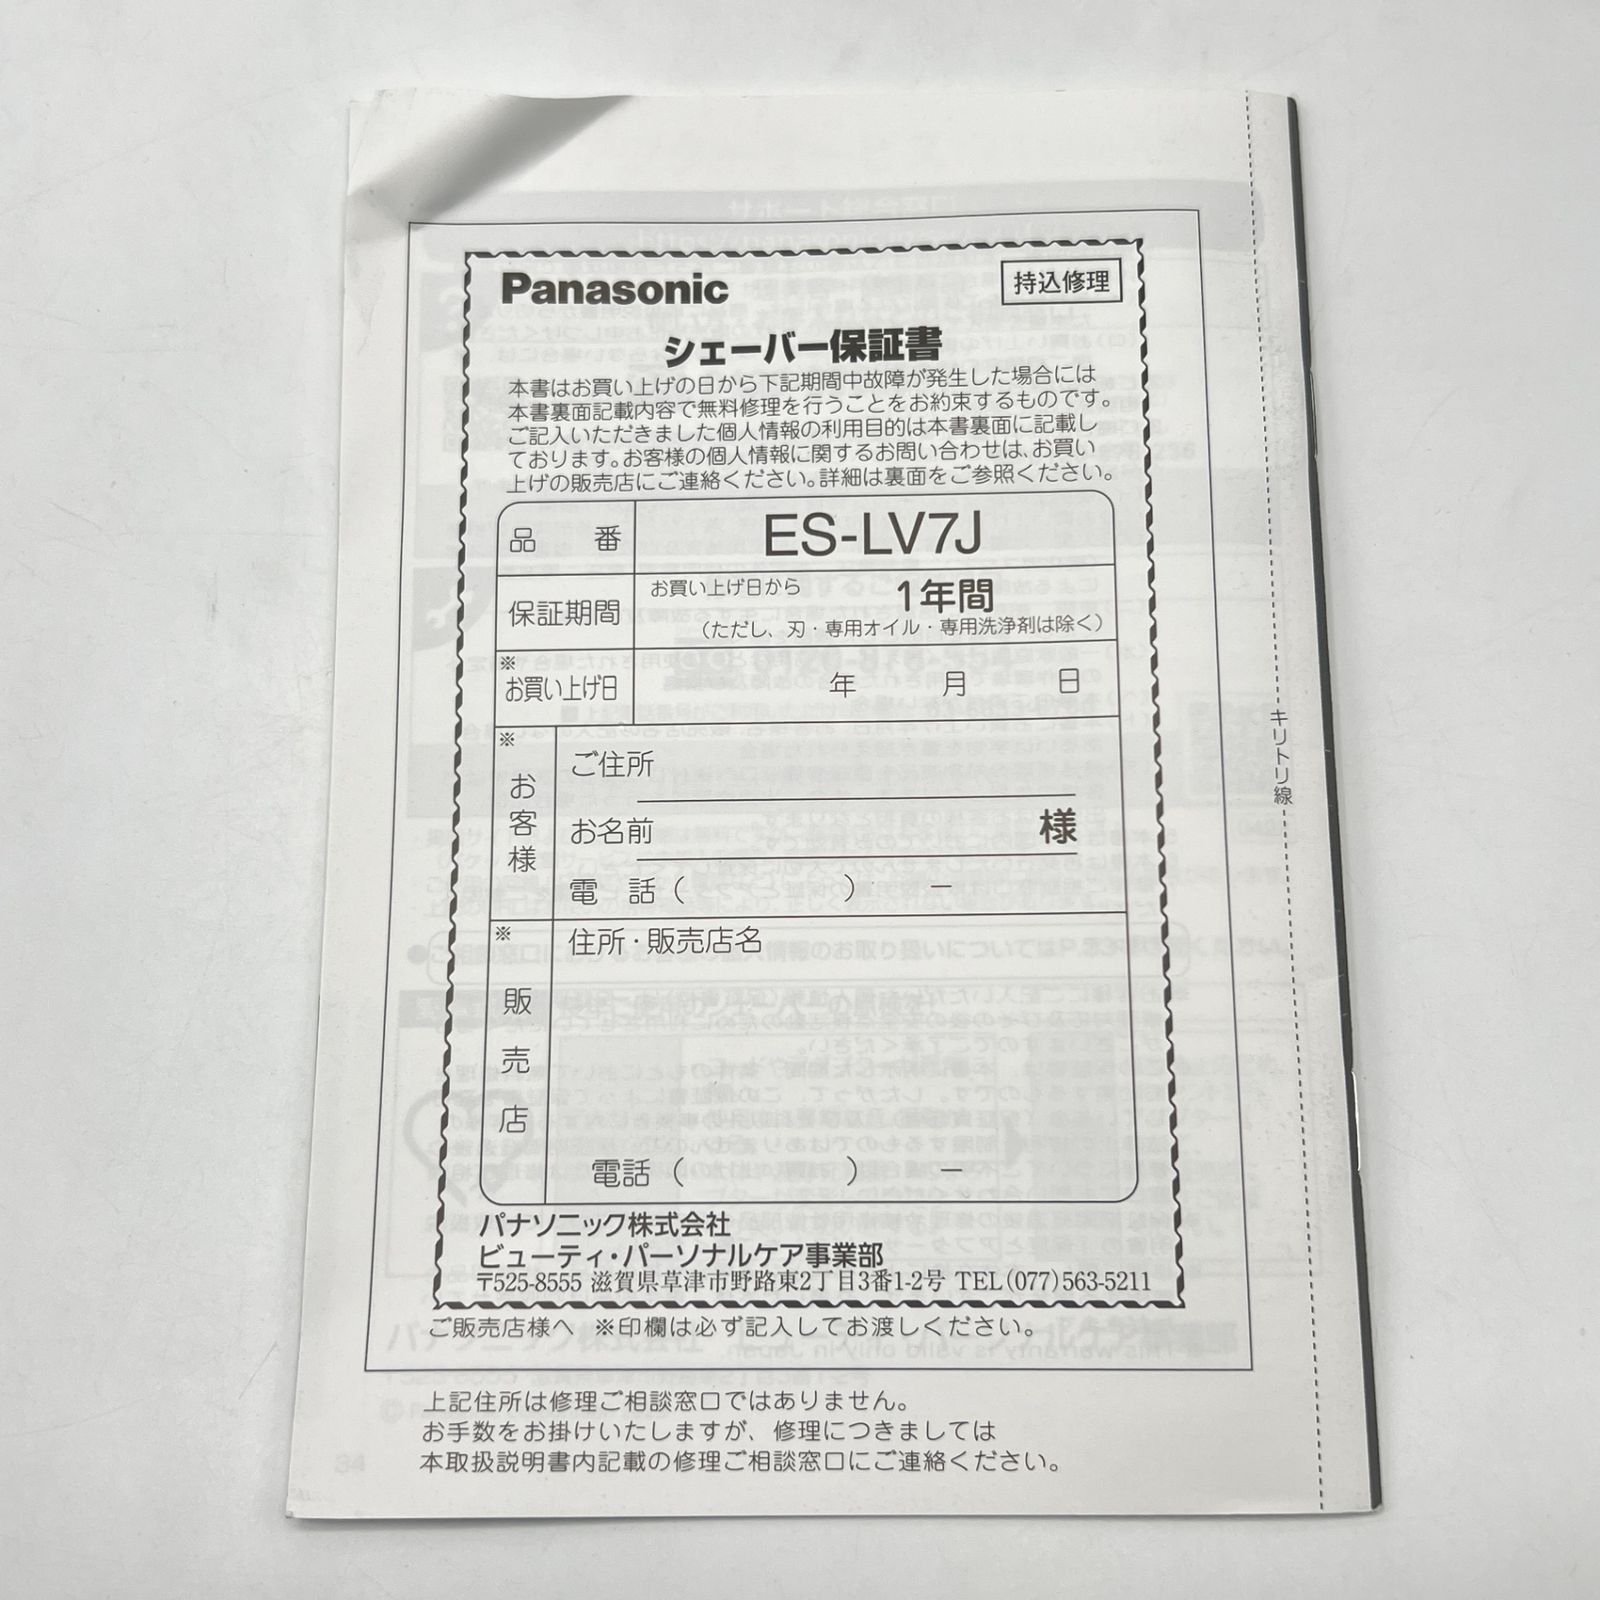 Panasonic
持込修理
シェーバー保証書
本書はお買い上げの日から下記期間中故障が発生した場合には
本書裏面記載内容で無料修理を行うことをお約束するものです。
ご記入いただきました個人情報の利用目的は本書裏面に記載し
ております。お客様の個人情報に関するお問い合わせは、お買い
上げの販売店にご連絡ください。詳細は裏面をご参照ください。
品 番 ES-LV7J
保証期間 お買い上げ日から 1年間
(ただし、刃・専用オイル・専用洗浄剤は除く)
※
お買い上げ日 年 月 日
※
お客様
ご住所
お名前 様
電 話 ( ) ー
※
販売店
住所・販売店名
電話 ( ) ー
パナソニック株式会社
ビューティ・パーソナルケア事業部
〒525-8555 滋賀県草津市野路東2丁目3番1-2号 TEL(077)563-5211
ご販売店様へ ※印欄は必ず記入してお渡しください。
上記住所は修理ご相談窓口ではありません。
お手数をお掛けいたしますが、修理につきましては
本取扱説明書内記載の修理ご相談窓口にご連絡ください。
キリトリ線